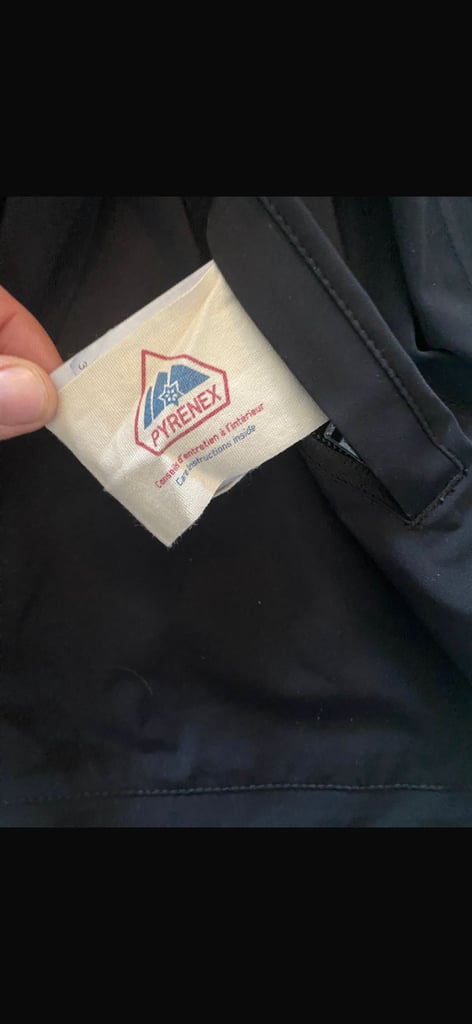 PYRENEX
Conseils d'entretien à l'intérieur
Care instructions inside